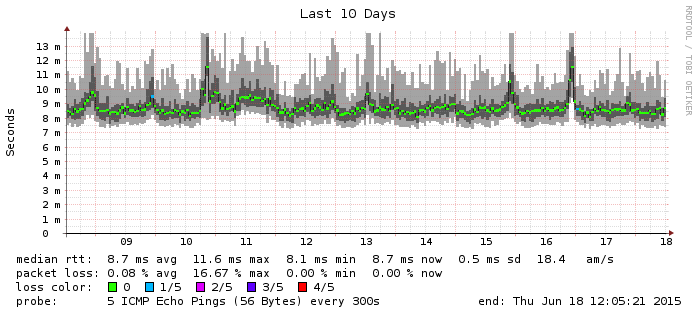 Last 10 Days
RRDTOOL / TOBI OETIKER
Seconds
13 m
12 m
11 m
10 m
9 m
8 m
7 m
6 m
5 m
4 m
3 m
2 m
1 m
0
09 10 11 12 13 14 15 16 17 18
median rtt: 8.7 ms avg 11.6 ms max 8.1 ms min 8.7 ms now 0.5 ms sd 18.4 am/s
packet loss: 0.08 % avg 16.67 % max 0.00 % min 0.00 % now
loss color: 0 1/5 2/5 3/5 4/5
probe: 5 ICMP Echo Pings (56 Bytes) every 300s end: Thu Jun 18 12:05:21 2015